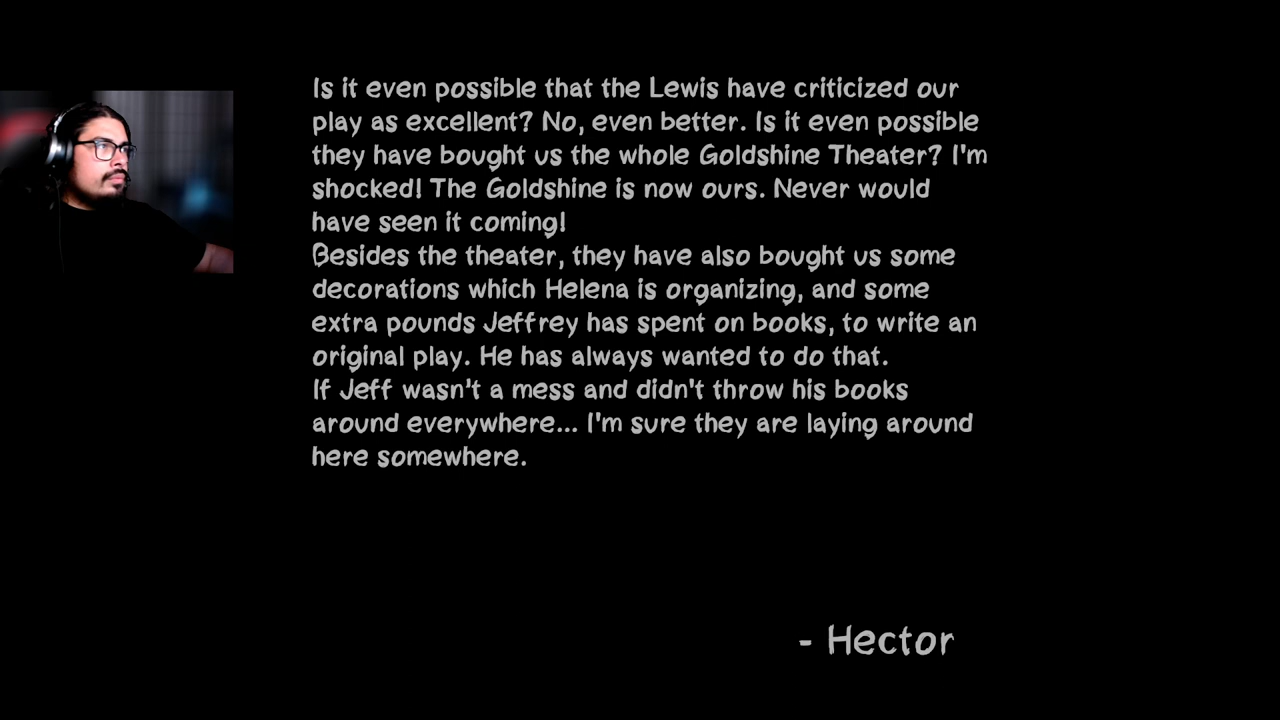 Is it even possible that the Lewis have criticized our
play as excellent? No, even better. Is it even possible
they have bought us the whole Goldshine Theater? I'm
shocked! The Goldshine is now ours. Never would
have seen it coming!
Besides the theater, they have also bought us some
decorations which Helena is organizing, and some
extra pounds Jeffrey has spent on books, to write an
original play. He has always wanted to do that.
If Jeff wasn't a mess and didn't throw his books
around everywhere... I'm sure they are laying around
here somewhere.
- Hector